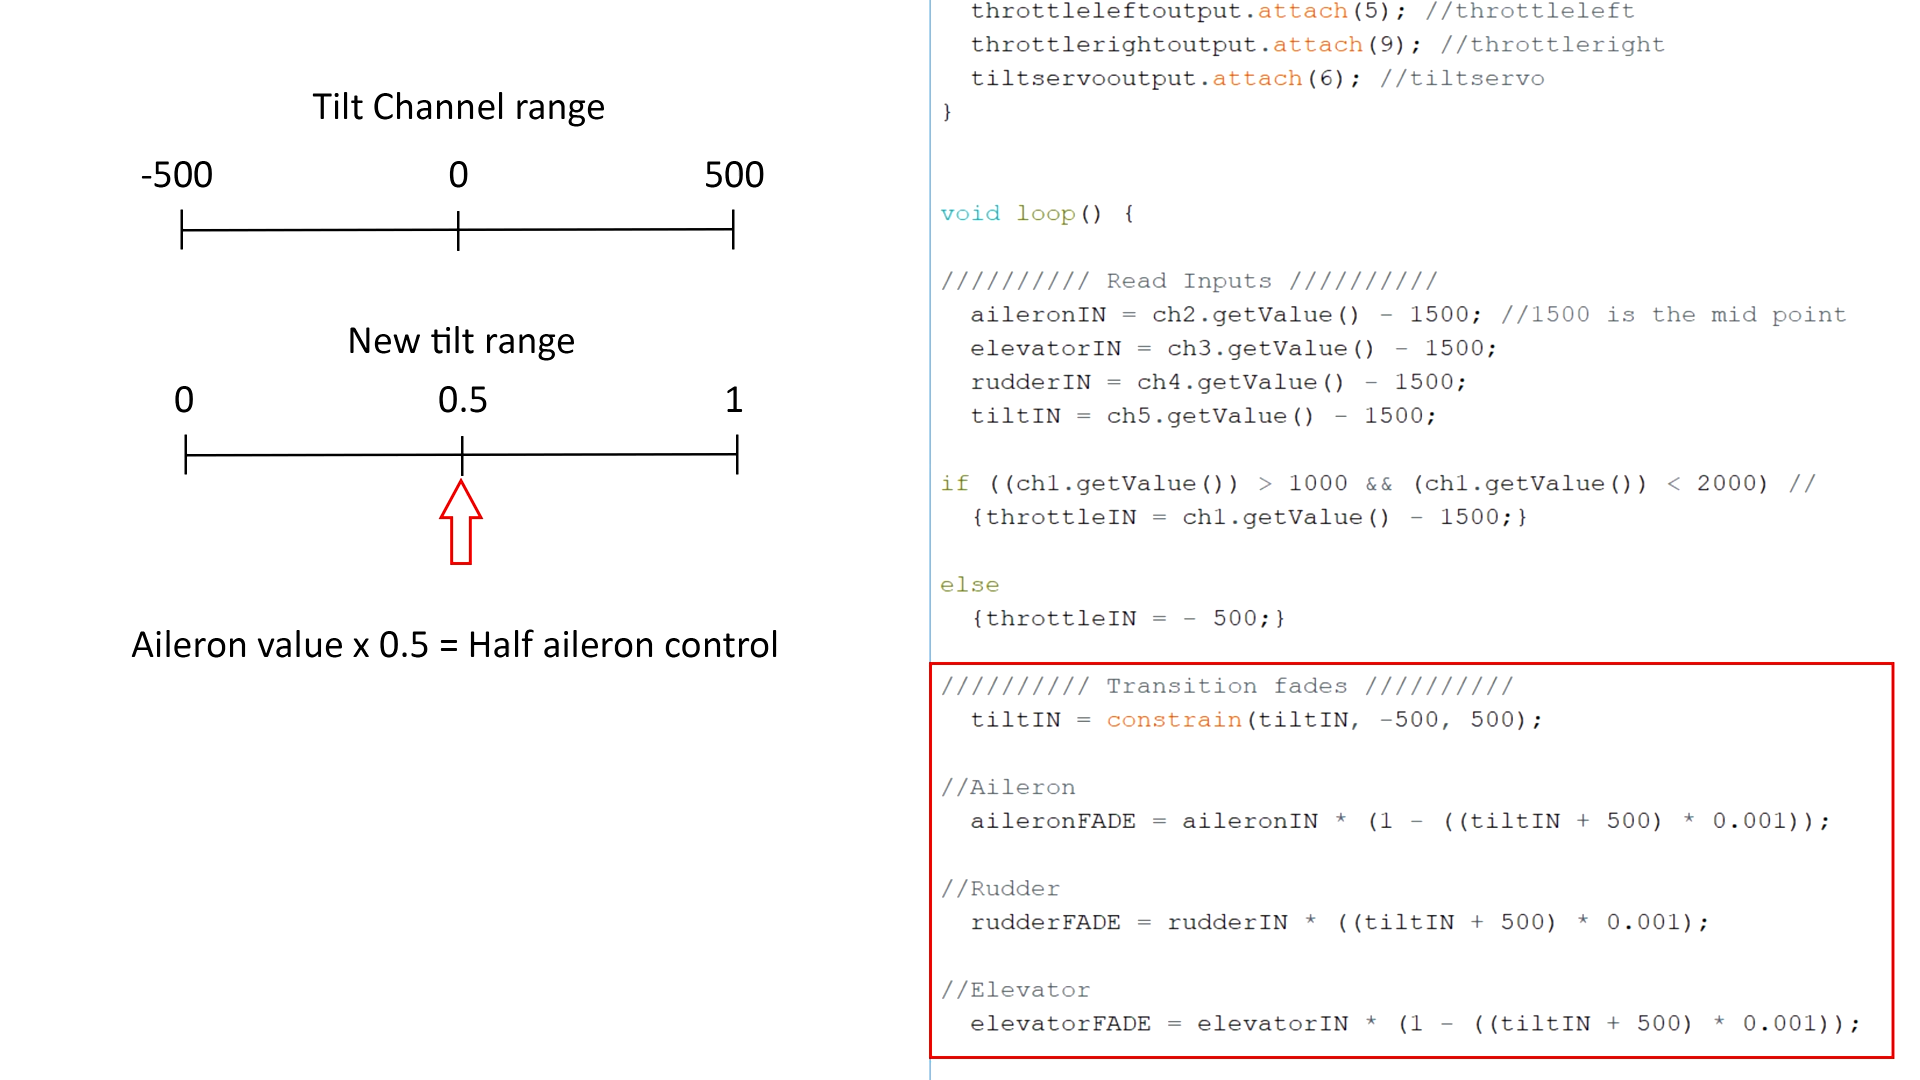 Tilt Channel range
-500 0 500
New tilt range
0 0.5 1
Aileron value x 0.5 = Half aileron control
throttleleftoutput.attach(5); //throttleleft
throttlerightoutput.attach(9); //throttleright
tiltservooutput.attach(6); //tiltservo
}
void loop() {
////////// Read Inputs //////////
aileronIN = ch2.getValue() - 1500; //1500 is the mid point
elevatorIN = ch3.getValue() - 1500;
rudderIN = ch4.getValue() - 1500;
tiltIN = ch5.getValue() - 1500;
if ((ch1.getValue()) > 1000 && (ch1.getValue()) < 2000) //
{throttleIN = ch1.getValue() - 1500;}
else
{throttleIN = - 500;}
////////// Transition fades //////////
tiltIN = constrain(tiltIN, -500, 500);
//Aileron
aileronFADE = aileronIN * (1 - ((tiltIN + 500) * 0.001));
//Rudder
rudderFADE = rudderIN * ((tiltIN + 500) * 0.001);
//Elevator
elevatorFADE = elevatorIN * (1 - ((tiltIN + 500) * 0.001));